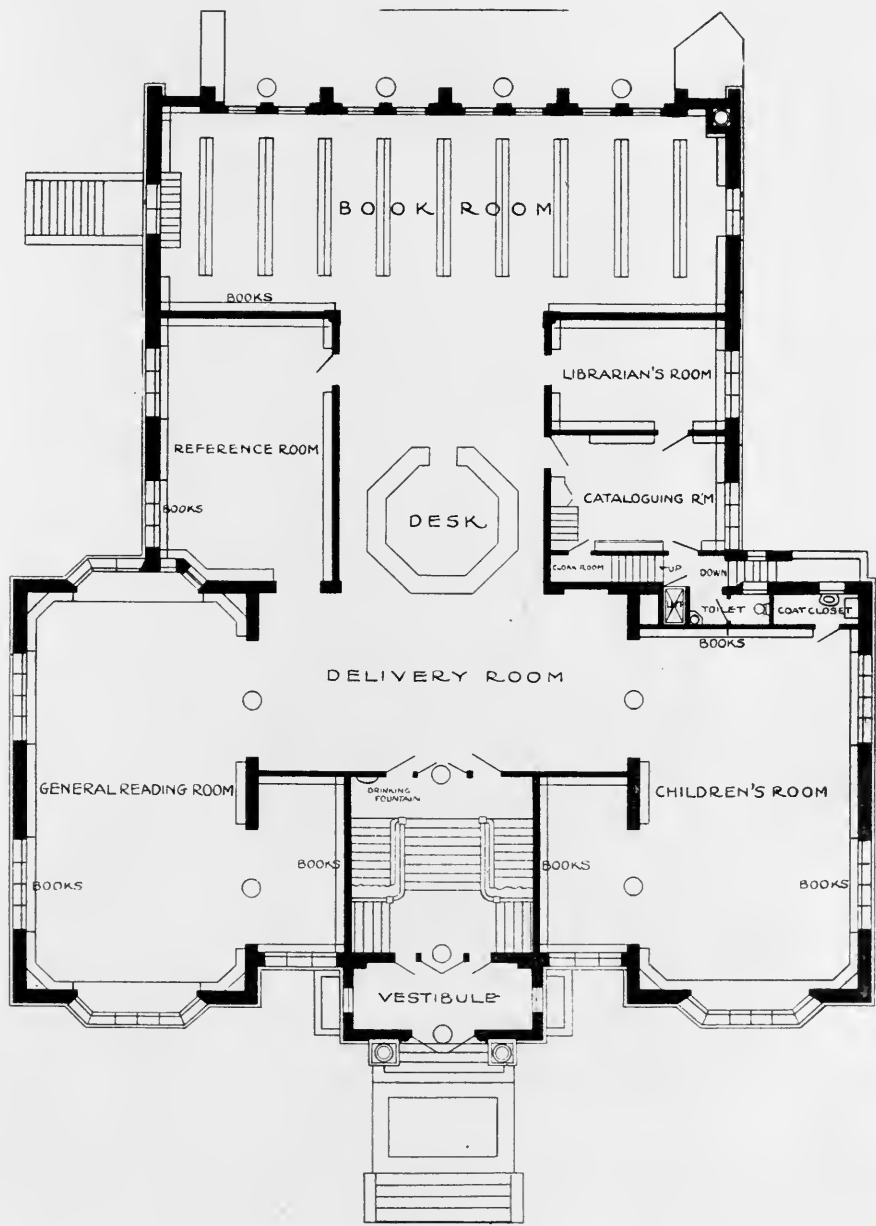 BOOK ROOM
BOOKS
LIBRARIAN'S ROOM
REFERENCE ROOM
CATALOGUING R'M
BOOKS
DESK
CLOAK ROOM
UP
DOWN
LIFT
TOILET
COAT CLOSET
BOOKS
DELIVERY ROOM
GENERAL READING ROOM
DRINKING
FOUNTAIN
CHILDREN'S ROOM
BOOKS
BOOKS
BOOKS
BOOKS
VESTIBULE